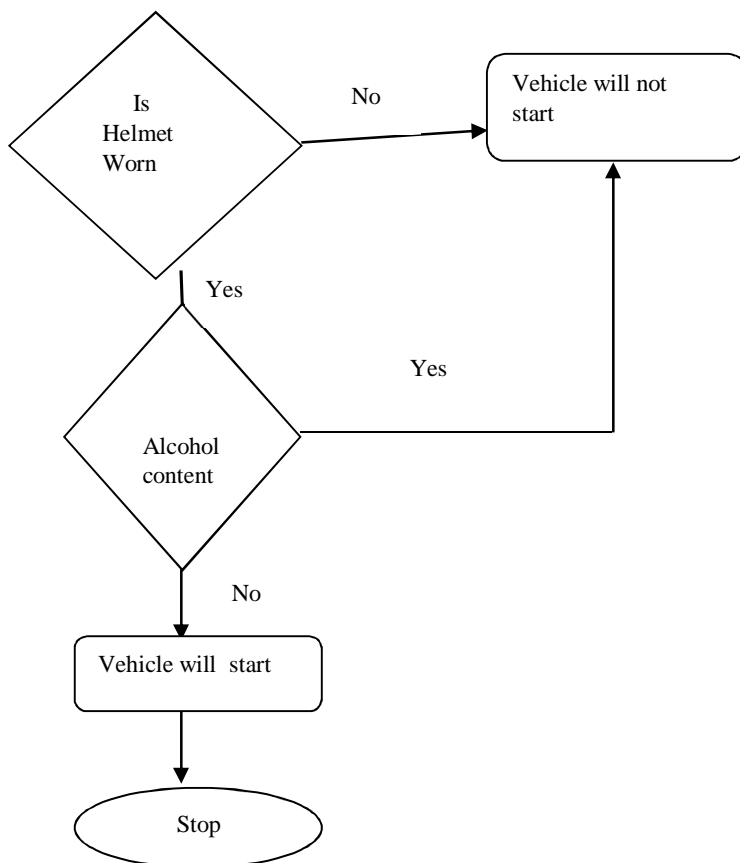 Is
Helmet
Worn
No
Vehicle will not
start
Yes
Yes
Alcohol
content
No
Vehicle will  start
Stop